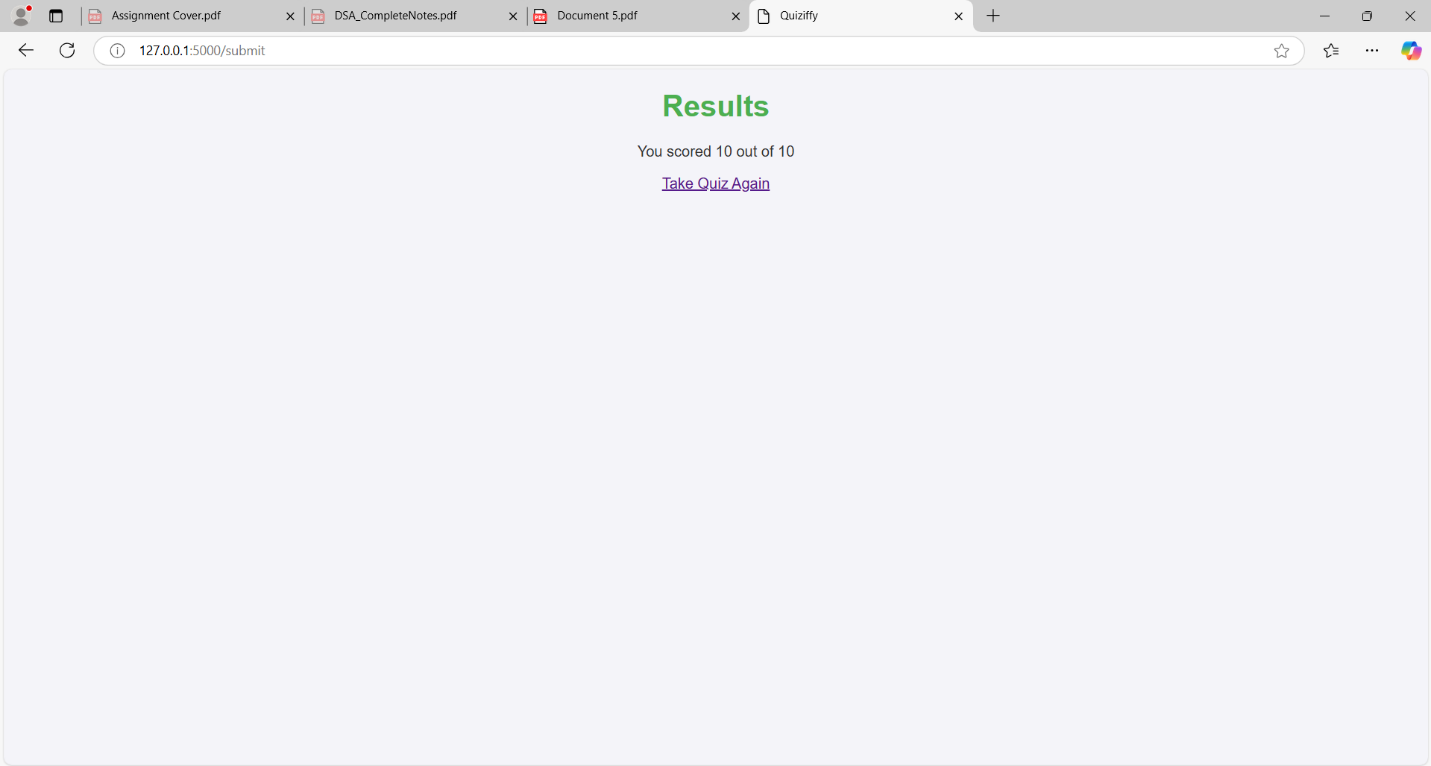 Assignment Cover.pdf
DSA_CompleteNotes.pdf
Document 5.pdf
Quiziffy
127.0.0.1:5000/submit
Results
You scored 10 out of 10
Take Quiz Again